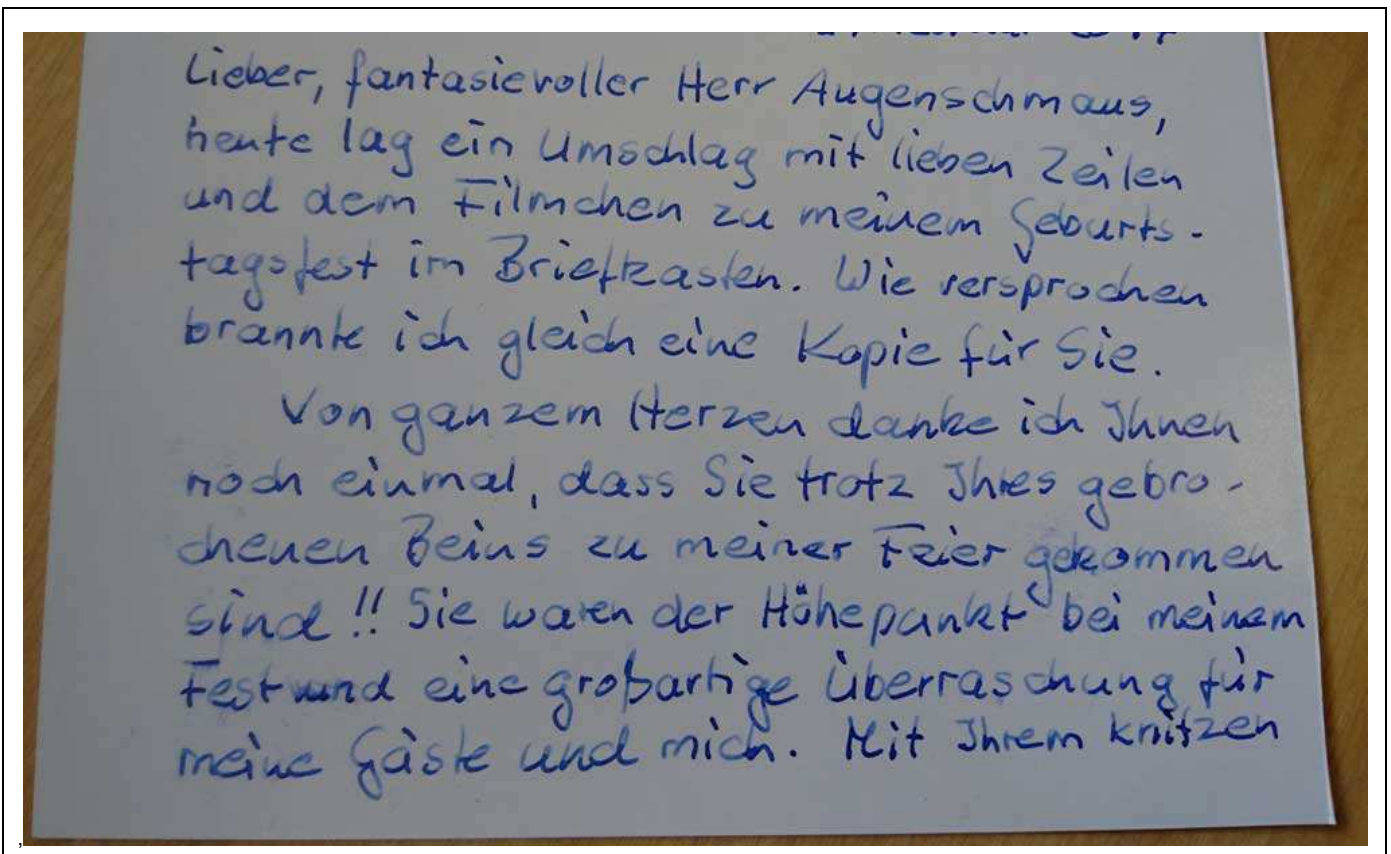 Lieber, fantasievoller Herr Augenschmaus,
heute lag ein Umschlag mit lieben Zeilen
und dem Filmchen zu meinem Geburts-
tagsfest im Briefkasten. Wie versprochen
brannte ich gleich eine Kopie für Sie.
Von ganzem Herzen danke ich Ihnen
noch einmal, dass Sie trotz Ihres gebro-
chenen Beins zu meiner Feier gekommen
sind!! Sie waren der Höhepunkt bei meinem
Fest und eine großartige Überraschung für
meine Gäste und mich. Mit Ihrem knitzen